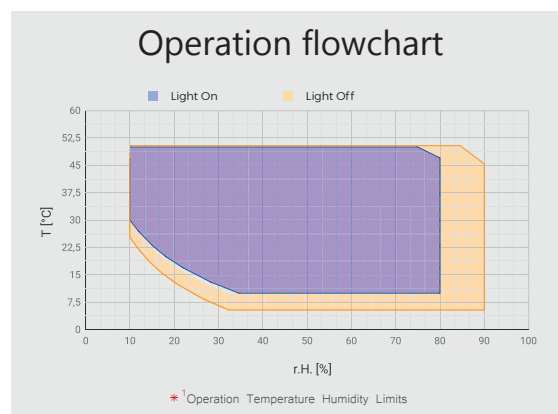 Operation flowchart
Light On Light Off
60
52,5
45
37,5
30
22,5
15
7,5
0
T [°C]
0 10 20 30 40 50 60 70 80 90 100
r.H. [%]
* 1Operation Temperature Humidity Limits